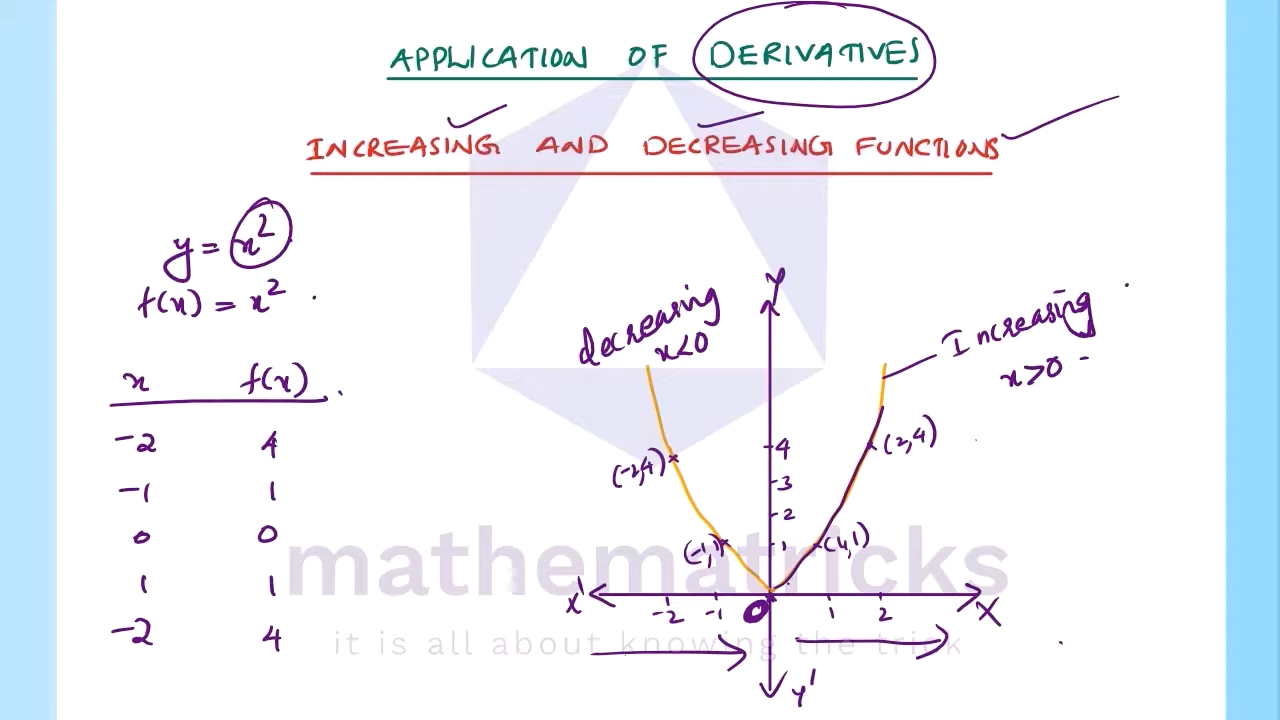 APPLICATION OF DERIVATIVES
INCREASING AND DECREASING FUNCTIONS
y = x²
f(x) = x²
x f(x)
-2 4
-1 1
0 0
1 1
-2 4
decreasing
x<0
Y
Increasing
x>0
4
3
2
1
(-2,4)
(2,4)
(-1,1)
(1,1)
X' -2 -1 O 1 2 X
Y'
mathematricks
it is all about knowing the trick